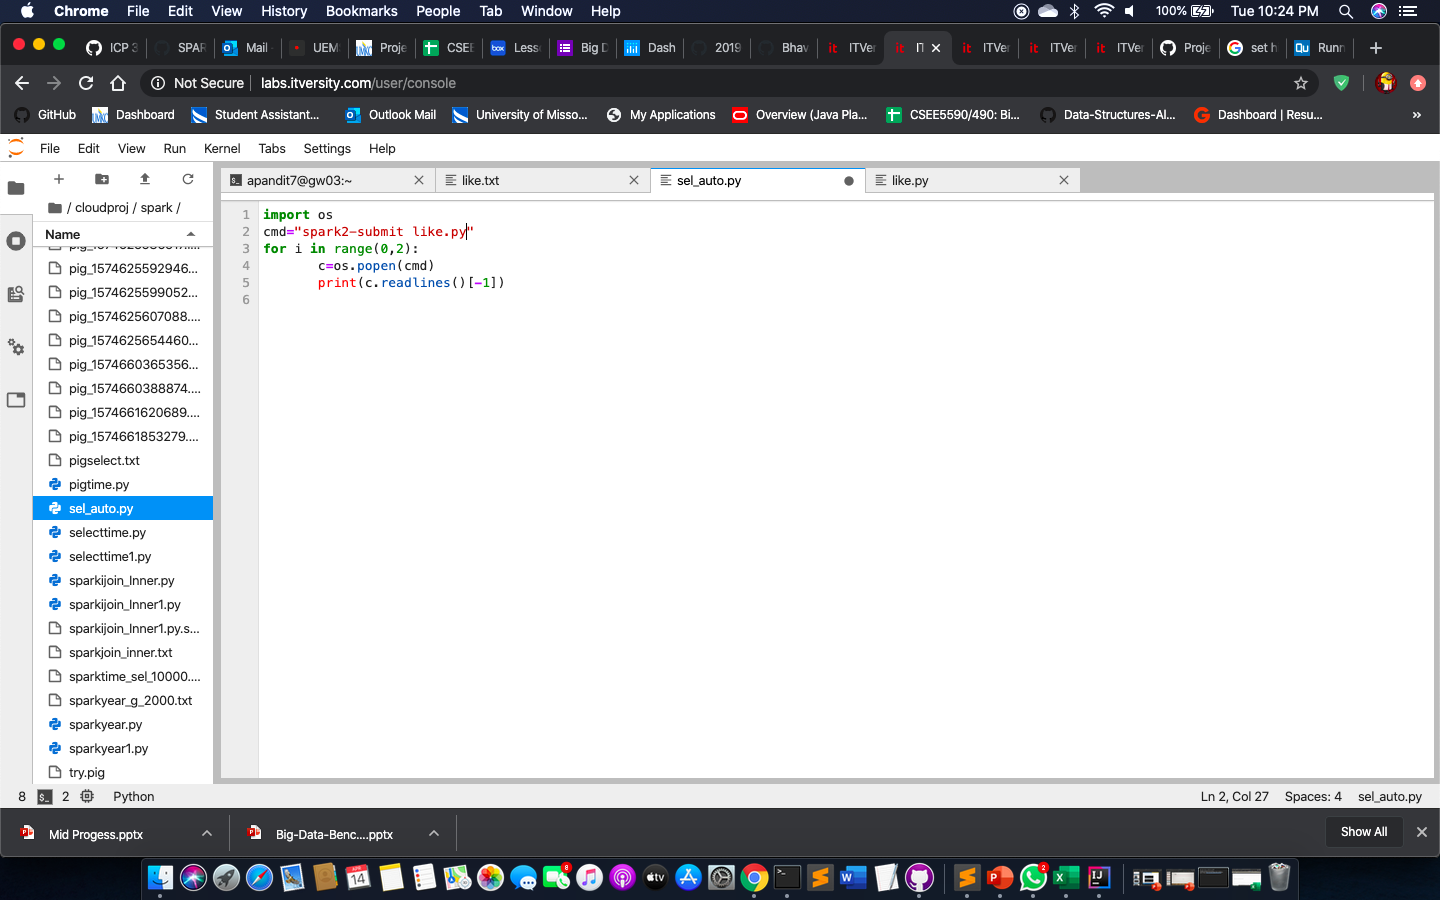 Chrome File Edit View History Bookmarks People Tab Window Help 100% Tue 10:24 PM
ICP 3 SPAR Mail - UEM Proje CSEE box Less Big D Dash 2019 Bhav ITVer IT ITVer ITVer ITVer Proje set h Qu Runn
Not Secure labs.itversity.com/user/console
GitHub Dashboard Student Assistant... Outlook Mail University of Misso... My Applications Overview (Java Pla... CSEE5590/490: Bi... Data-Structures-Al... Dashboard | Resu... »
File Edit View Run Kernel Tabs Settings Help
apandit7@gw03:~ like.txt sel_auto.py like.py
/ cloudproj / spark /
Name
pig_1574625592946...
pig_1574625599052...
pig_1574625607088....
pig_1574625654460...
pig_1574660365356...
pig_1574660388874....
pig_1574661620689....
pig_1574661853279....
pigselect.txt
pigtime.py
sel_auto.py
selecttime.py
selecttime1.py
sparkijoin_Inner.py
sparkijoin_Inner1.py
sparkijoin_Inner1.py.s...
sparkjoin_inner.txt
sparktime_sel_10000....
sparkyear_g_2000.txt
sparkyear.py
sparkyear1.py
try.pig
1 import os
2 cmd="spark2-submit like.py"
3 for i in range(0,2):
4 c=os.popen(cmd)
5 print(c.readlines()[-1])
6
8 2 Python Ln 2, Col 27 Spaces: 4 sel_auto.py
Mid Progess.pptx Big-Data-Benc....pptx Show All
14 8 tv 2